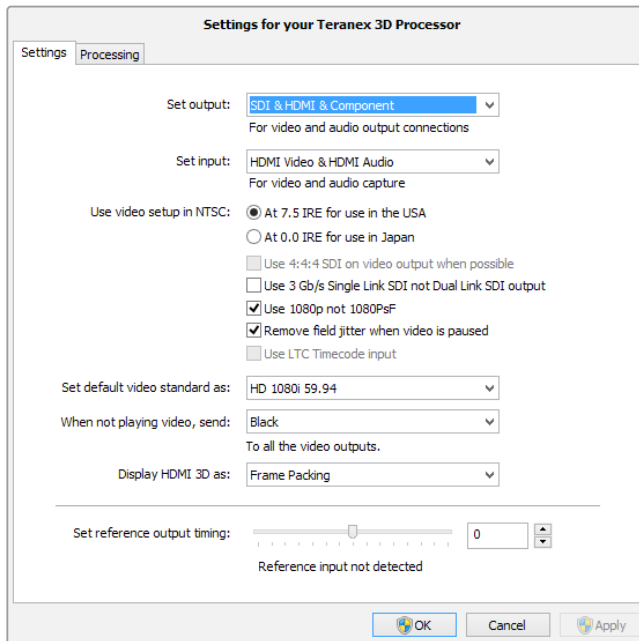 Settings for your Teranex 3D Processor
Settings
Processing
Set output:
SDI & HDMI & Component
For video and audio output connections
Set input:
HDMI Video & HDMI Audio
For video and audio capture
Use video setup in NTSC:
At 7.5 IRE for use in the USA
At 0.0 IRE for use in Japan
Use 4:4:4 SDI on video output when possible
Use 3 Gb/s Single Link SDI not Dual Link SDI output
Use 1080p not 1080PsF
Remove field jitter when video is paused
Use LTC Timecode input
Set default video standard as:
HD 1080i 59.94
When not playing video, send:
Black
To all the video outputs.
Display HDMI 3D as:
Frame Packing
Set reference output timing:
0
Reference input not detected
OK
Cancel
Apply